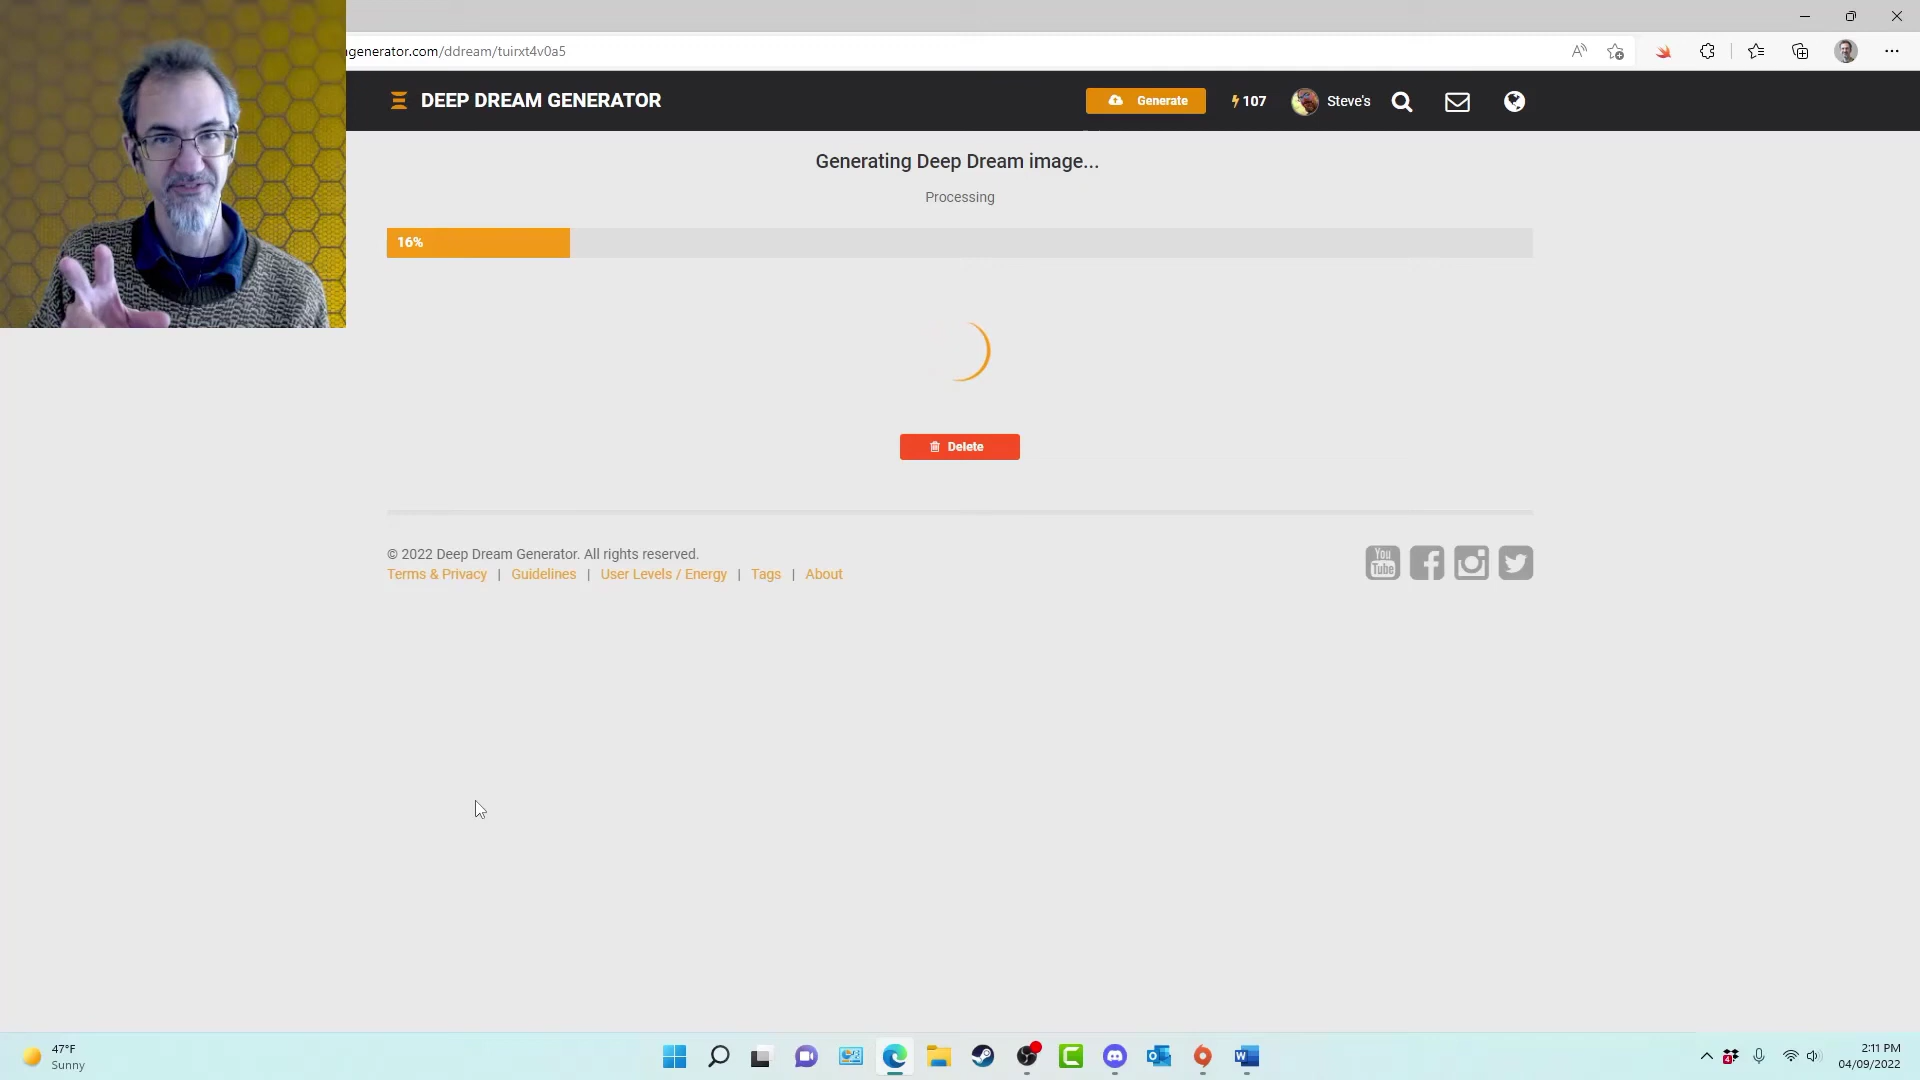 generator.com/ddream/tuirxt4v0a5
DEEP DREAM GENERATOR
Generate
107
Steve's
Generating Deep Dream image...
Processing
16%
Delete
© 2022 Deep Dream Generator. All rights reserved.
Terms & Privacy | Guidelines | User Levels / Energy | Tags | About
You
Tube
47°F
Sunny
2:11 PM
04/09/2022